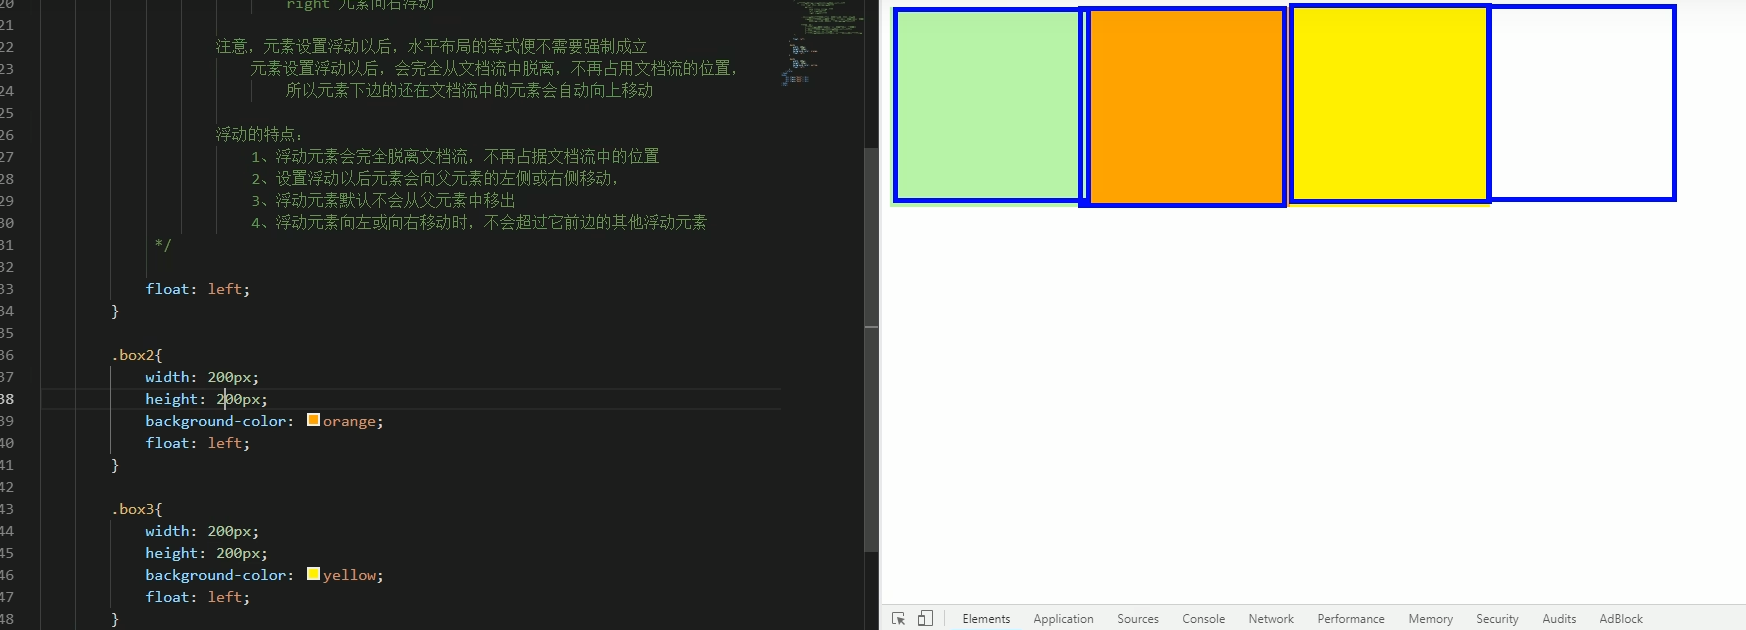 20 right 元素向右浮动
21
22 注意，元素设置浮动以后，水平布局的等式便不需要强制成立
23 元素设置浮动以后，会完全从文档流中脱离，不再占用文档流的位置，
24 所以元素下边的还在文档流中的元素会自动向上移动
25
26 浮动的特点：
27 1、浮动元素会完全脱离文档流，不再占据文档流中的位置
28 2、设置浮动以后元素会向父元素的左侧或右侧移动，
29 3、浮动元素默认不会从父元素中移出
30 4、浮动元素向左或向右移动时，不会超过它前边的其他浮动元素
31 */
32
33 float: left;
34 }
35
36 .box2{
37 width: 200px;
38 height: 200px;
39 background-color: orange;
40 float: left;
41 }
42
43 .box3{
44 width: 200px;
45 height: 200px;
46 background-color: yellow;
47 float: left;
48 }
Elements Application Sources Console Network Performance Memory Security Audits AdBlock